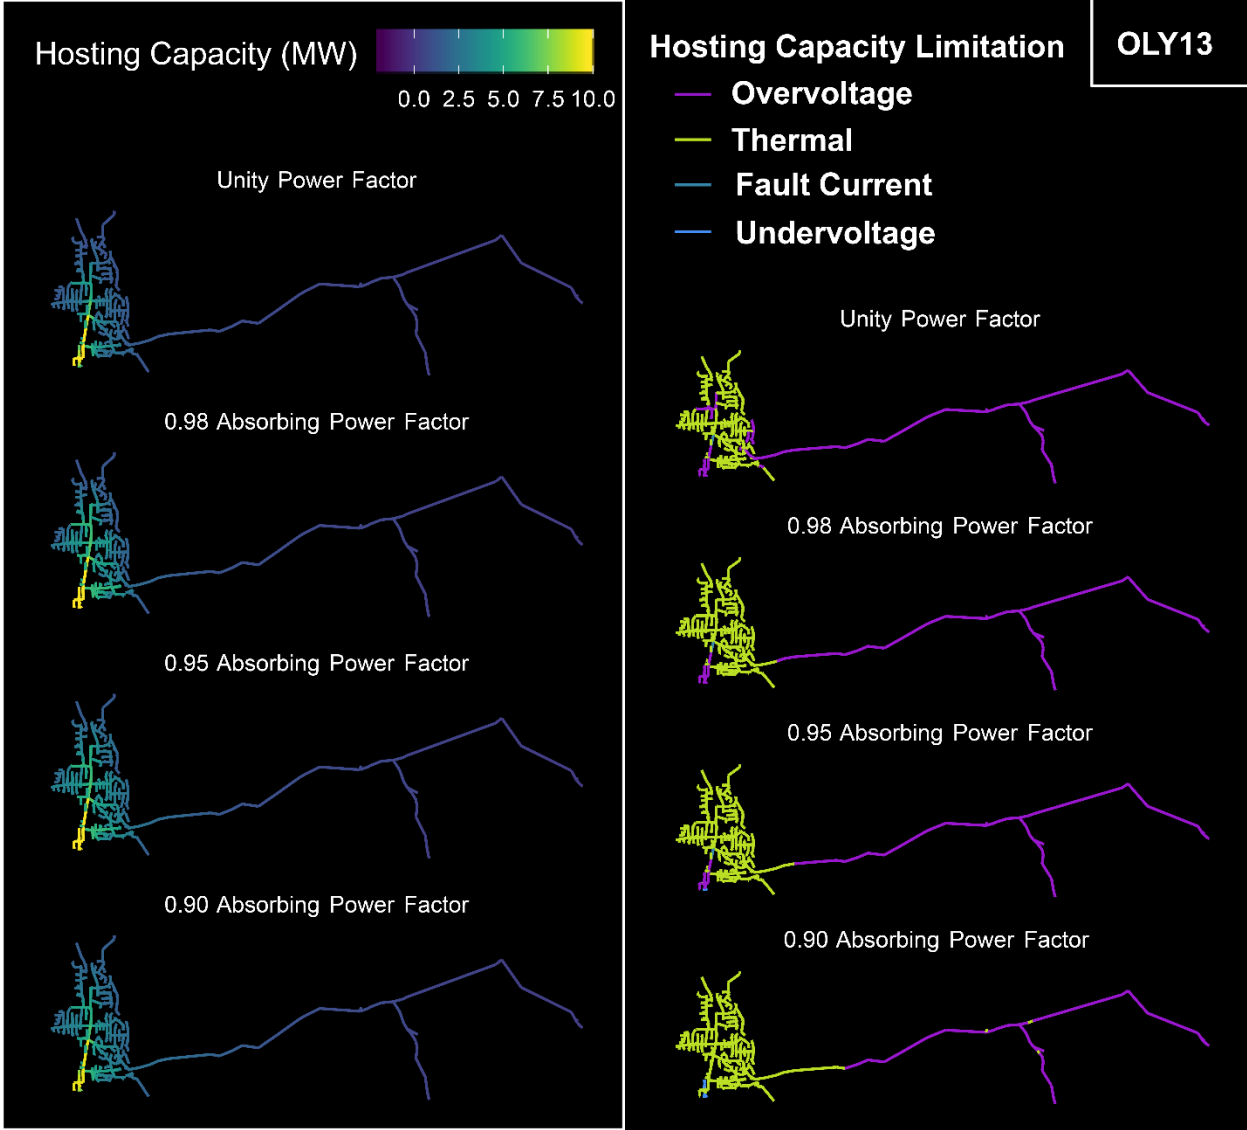 Hosting Capacity (MW)
0.0 2.5 5.0 7.5 10.0
Unity Power Factor
0.98 Absorbing Power Factor
0.95 Absorbing Power Factor
0.90 Absorbing Power Factor
Hosting Capacity Limitation
OLY13
Overvoltage
Thermal
Fault Current
Undervoltage
Unity Power Factor
0.98 Absorbing Power Factor
0.95 Absorbing Power Factor
0.90 Absorbing Power Factor